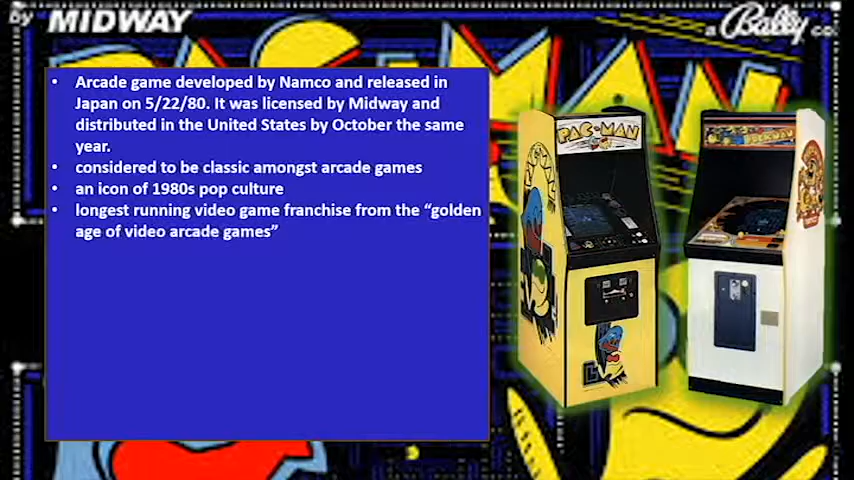 by MIDWAY
a Bally co.
PAC-MAN
• Arcade game developed by Namco and released in
Japan on 5/22/80. It was licensed by Midway and
distributed in the United States by October the same
year.
• considered to be classic amongst arcade games
• an icon of 1980s pop culture
• longest running video game franchise from the “golden
age of video arcade games”
PAC-MAN